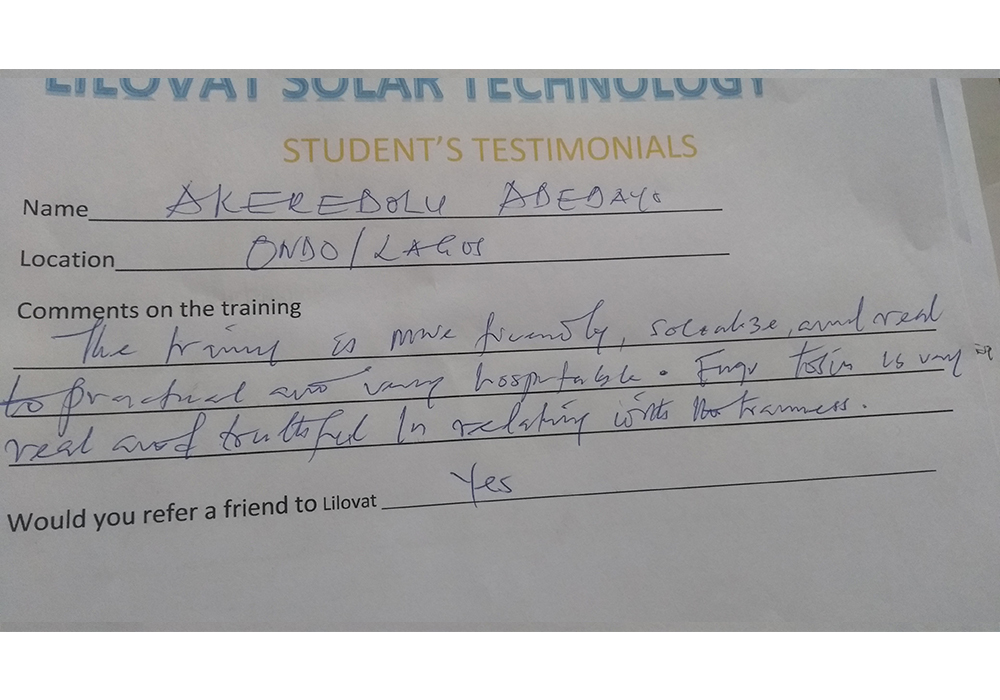 LILOVAT SOLAR TECHNOLOGY
STUDENT'S TESTIMONIALS
Name AKEREDOLU ADEDAYO
Location ONDO/LAGOS
Comments on the training
The training is more friendly, socialize, and real
to practical and very hospitable. Engr Tosin is very
real and truthful in relating with the trainness.
Would you refer a friend to Lilovat Yes